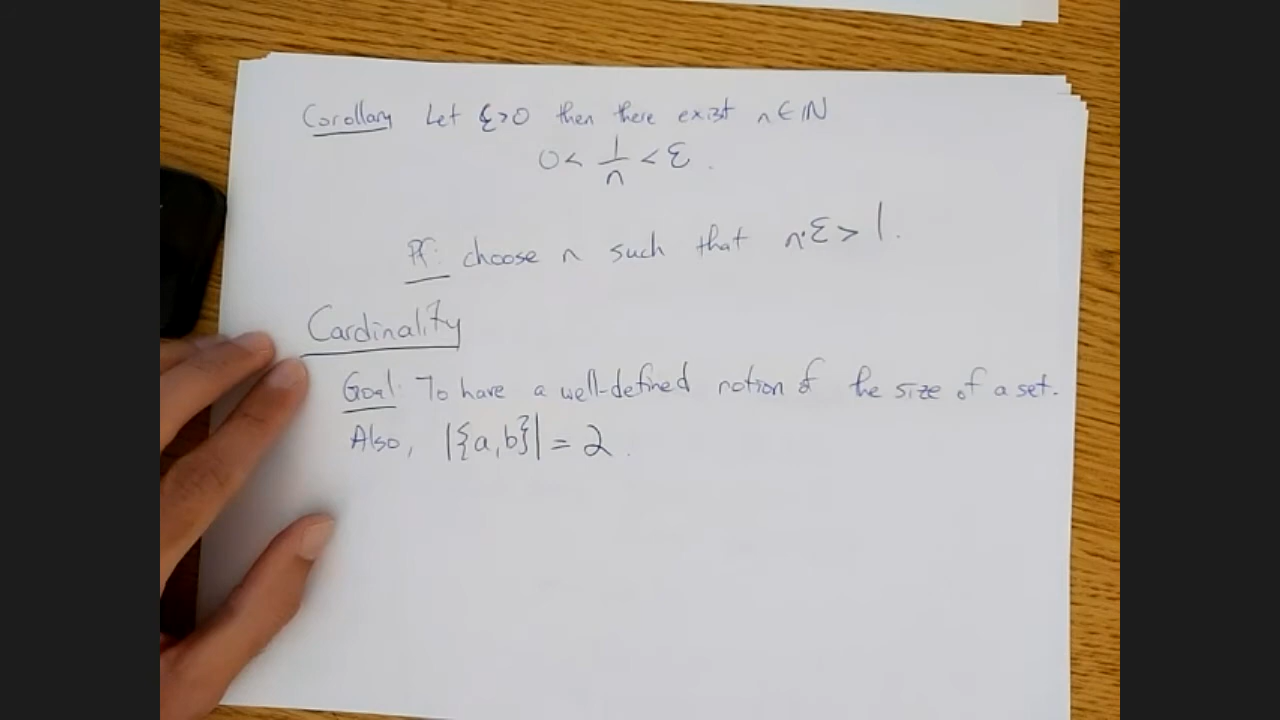 Corollary Let ε>0 then there exist n∈ℕ
0 < 1/n < ε.
Pf: choose n such that n·ε > 1.
Cardinality
Goal: To have a well-defined notion of the size of a set.
Also, |{a,b}| = 2.